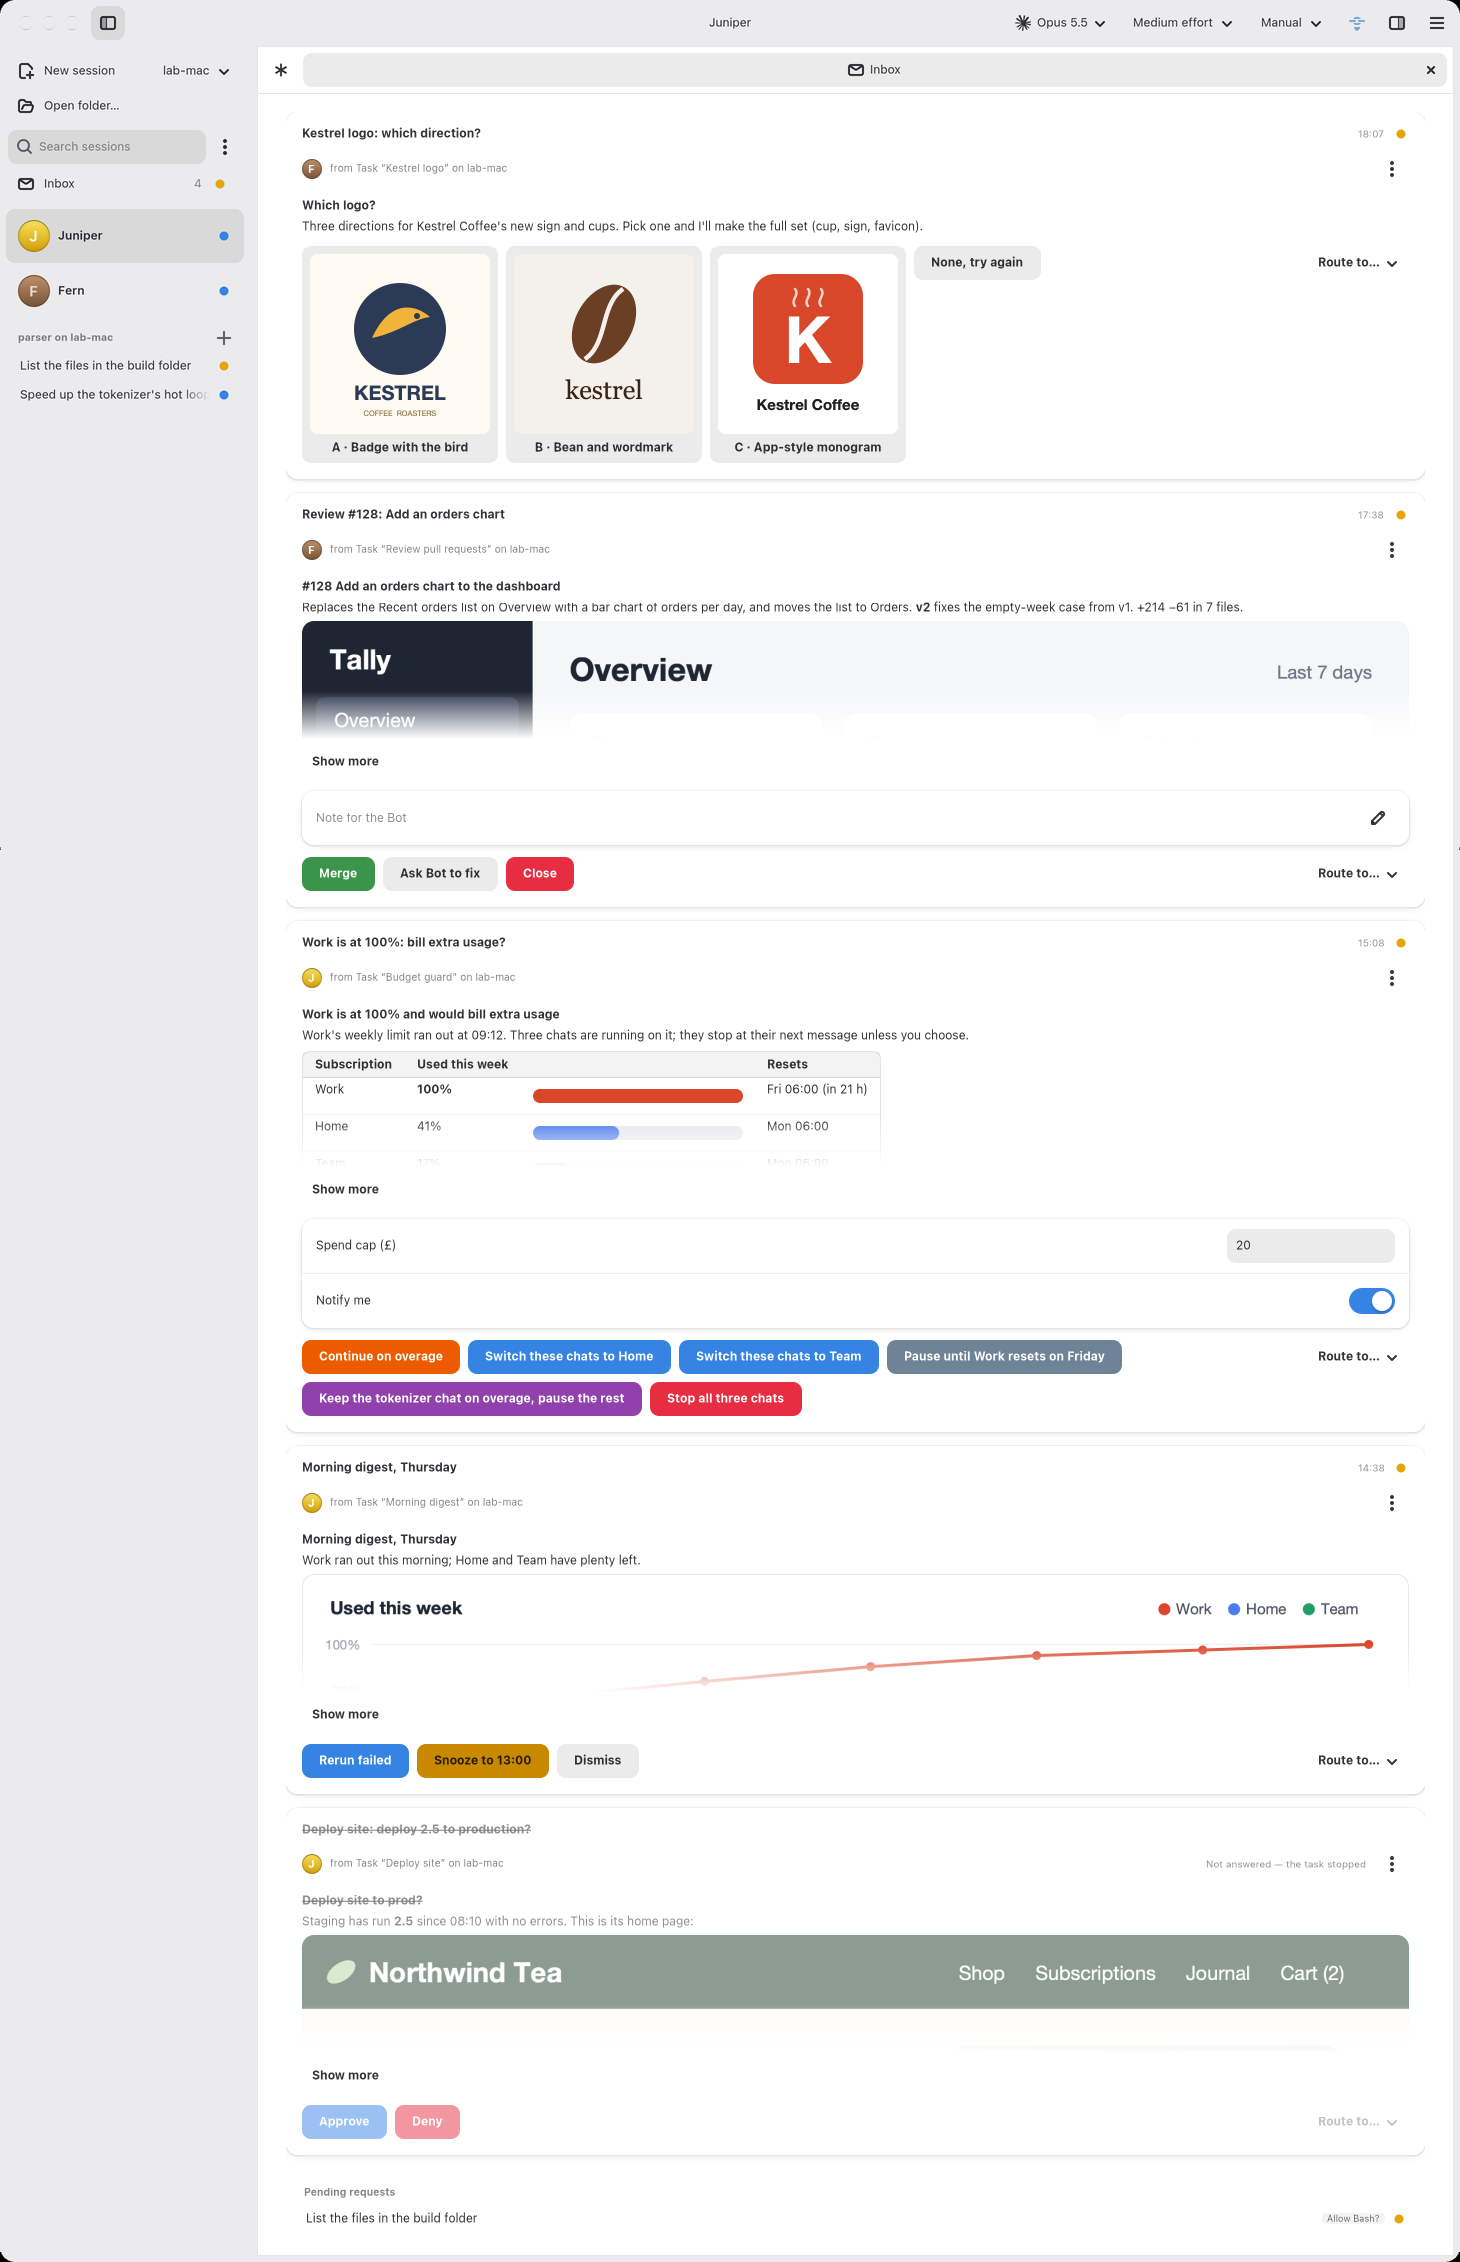 Juniper
Opus 5.5
Medium effort
Manual
New session
lab-mac
Open folder...
Search sessions
Inbox
4
J
Juniper
F
Fern
parser on lab-mac
List the files in the build folder
Speed up the tokenizer's hot loop
Inbox
Kestrel logo: which direction?
18:07
F
from Task “Kestrel logo” on lab-mac
Which logo?
Three directions for Kestrel Coffee's new sign and cups. Pick one and I'll make the full set (cup, sign, favicon).
KESTREL
COFFEE ROASTERS
A · Badge with the bird
kestrel
B · Bean and wordmark
K
Kestrel Coffee
C · App-style monogram
None, try again
Route to...
Review #128: Add an orders chart
17:38
F
from Task “Review pull requests” on lab-mac
#128 Add an orders chart to the dashboard
Replaces the Recent orders list on Overview with a bar chart of orders per day, and moves the list to Orders. v2 fixes the empty-week case from v1. +214 −61 in 7 files.
Tally
Overview
Overview
Last 7 days
Show more
Note for the Bot
Merge
Ask Bot to fix
Close
Route to...
Work is at 100%: bill extra usage?
15:08
J
from Task “Budget guard” on lab-mac
Work is at 100% and would bill extra usage
Work's weekly limit ran out at 09:12. Three chats are running on it; they stop at their next message unless you choose.
Subscription Used this week Resets
Work 100% Fri 06:00 (in 21 h)
Home 41% Mon 06:00
Team 17% Mon 06:00
Show more
Spend cap (£)
20
Notify me
Continue on overage
Switch these chats to Home
Switch these chats to Team
Pause until Work resets on Friday
Route to...
Keep the tokenizer chat on overage, pause the rest
Stop all three chats
Morning digest, Thursday
14:38
J
from Task “Morning digest” on lab-mac
Morning digest, Thursday
Work ran out this morning; Home and Team have plenty left.
Used this week
Work
Home
Team
100%
Show more
Rerun failed
Snooze to 13:00
Dismiss
Route to...
Deploy site: deploy 2.5 to production?
J
from Task “Deploy site” on lab-mac
Not answered — the task stopped
Deploy site to prod?
Staging has run 2.5 since 08:10 with no errors. This is its home page:
Northwind Tea
Shop
Subscriptions
Journal
Cart (2)
Show more
Approve
Deny
Route to...
Pending requests
List the files in the build folder
Allow Bash?